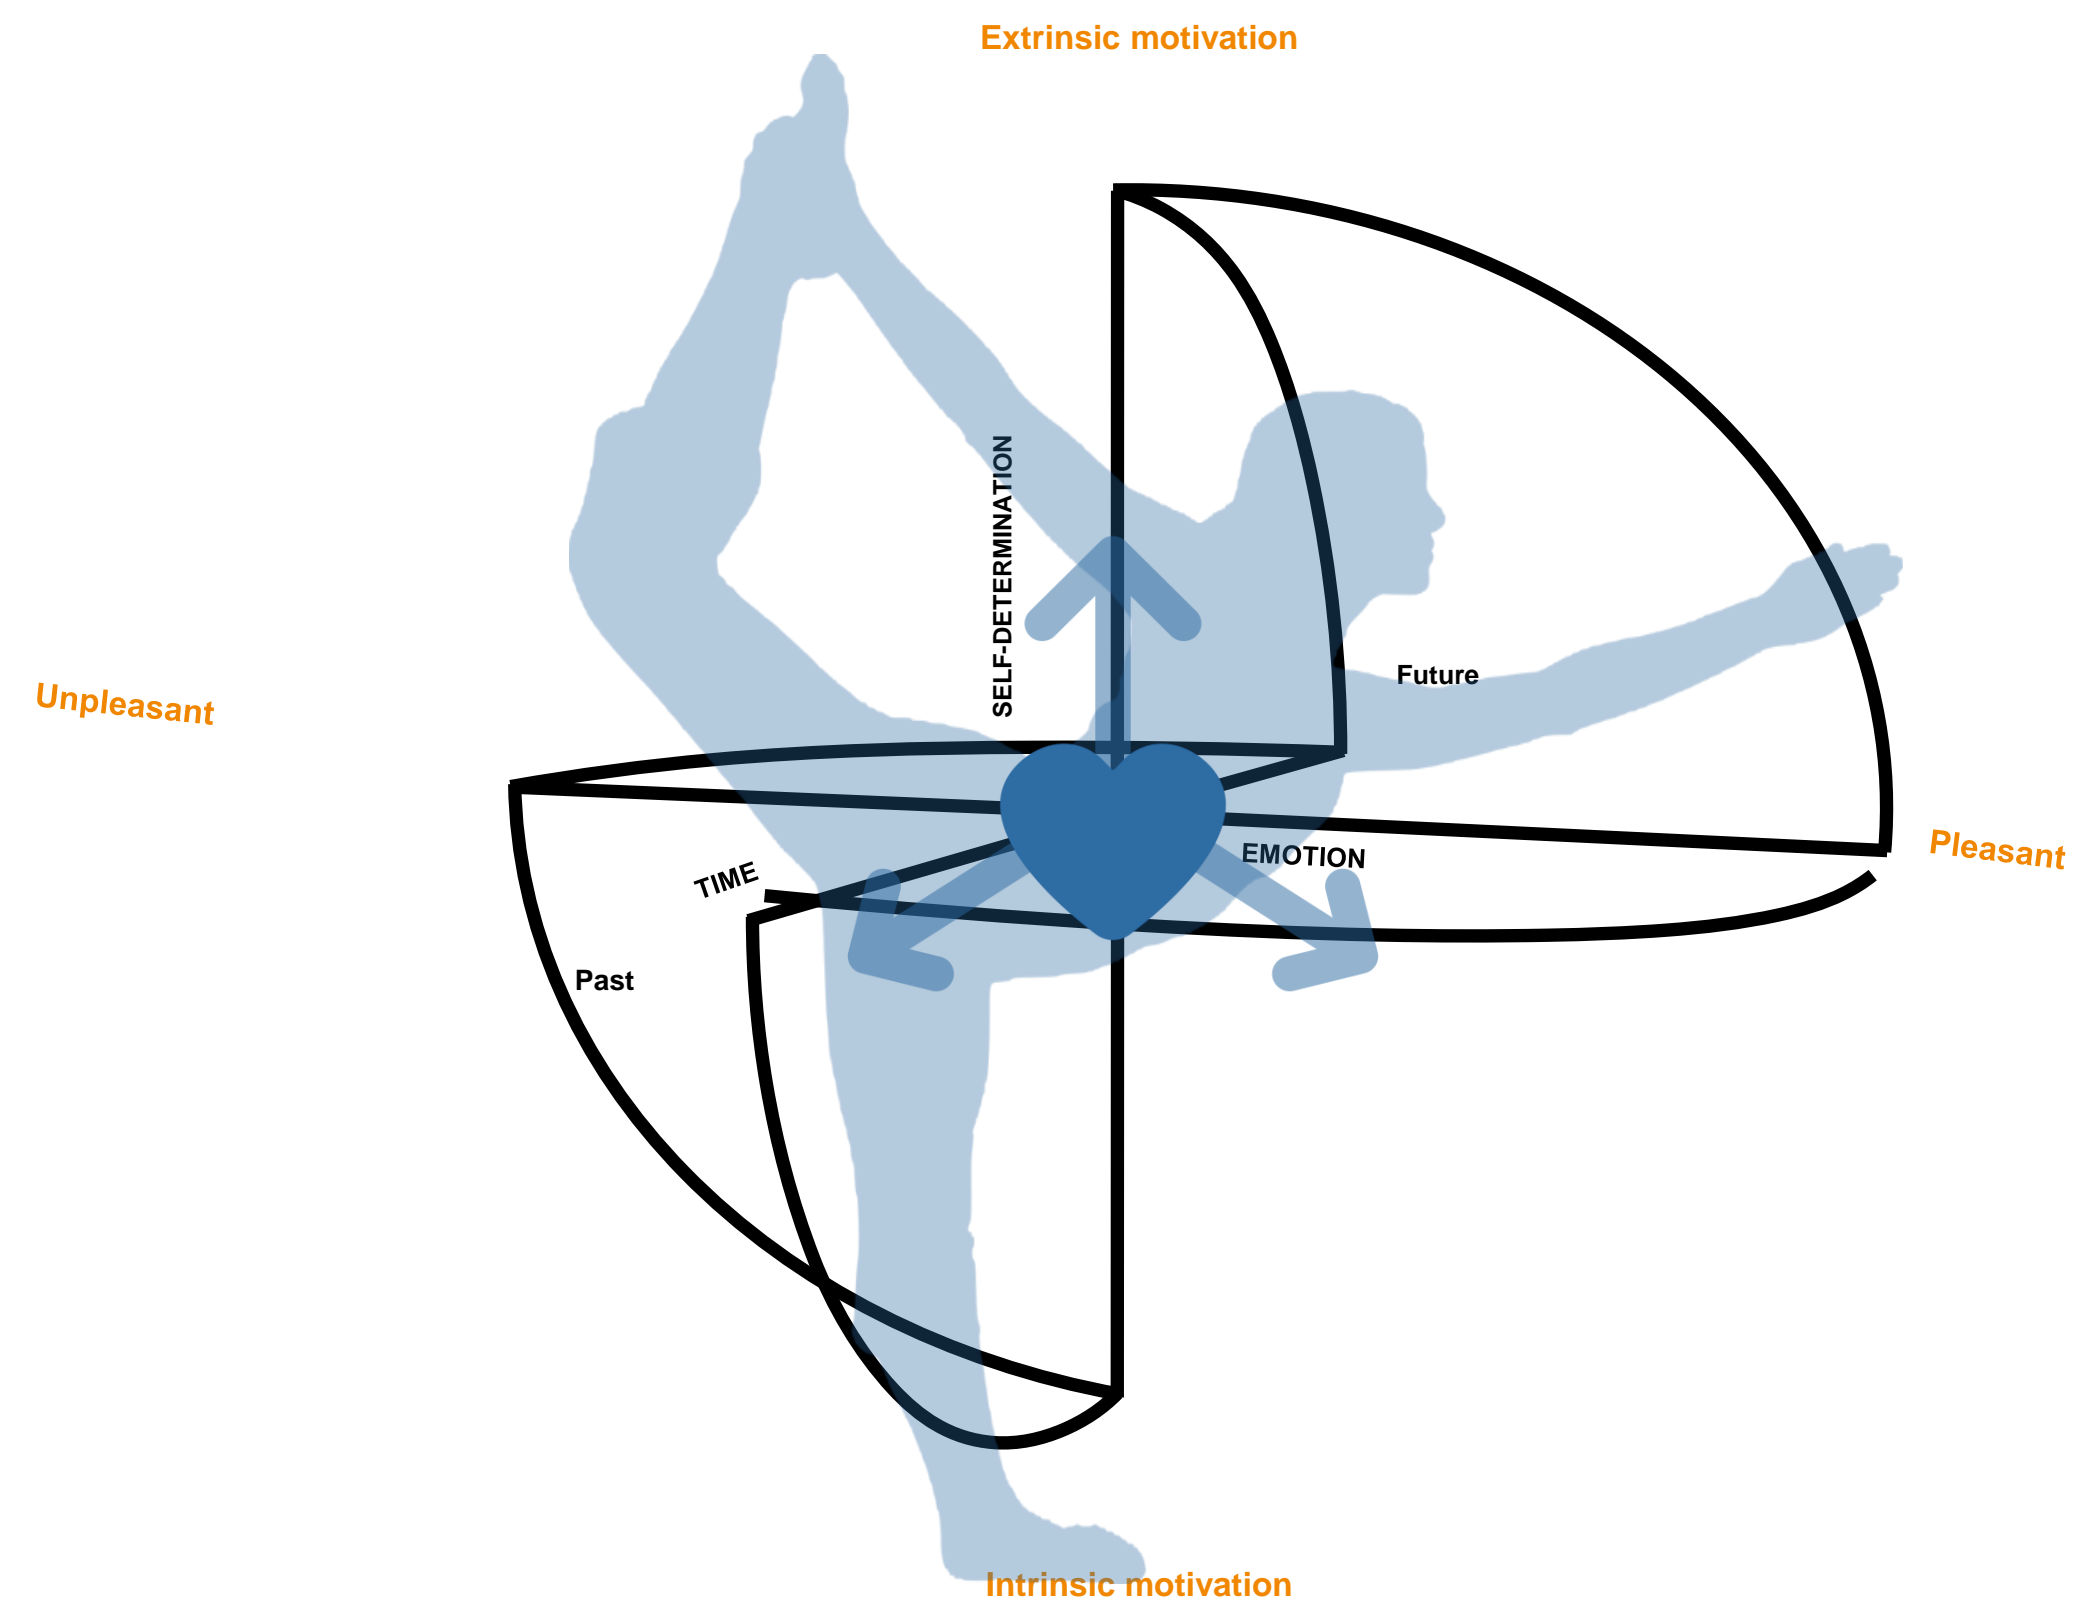 Extrinsic motivation
SELF-DETERMINATION
Future
Unpleasant
Pleasant
EMOTION
TIME
Past
Intrinsic motivation